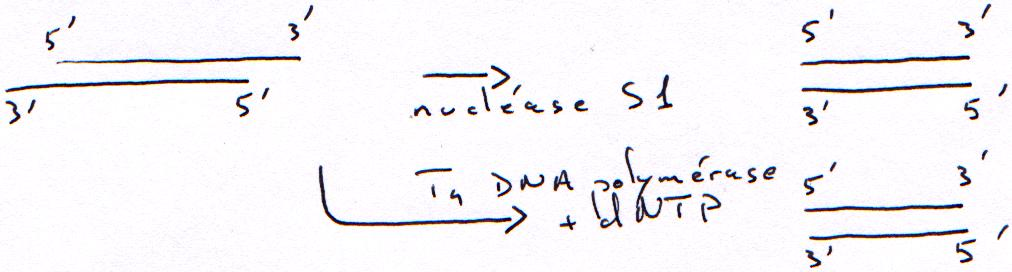 5' 3'
3' 5'
nucléase S1
5' 3'
3' 5'
T4 DNA polymérase
+ dNTP
5' 3'
3' 5'